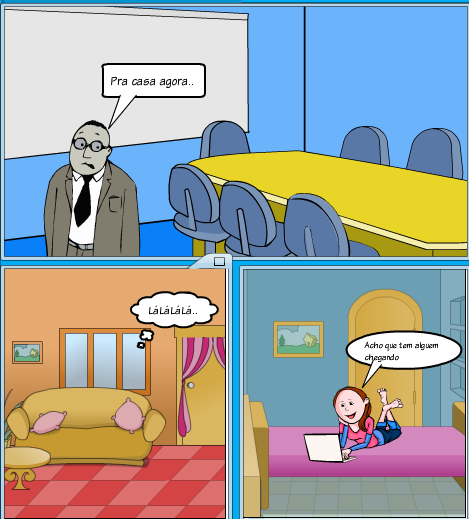 Pra casa agora..
LáLáLáLá..
Acho que tem alguem
chegando